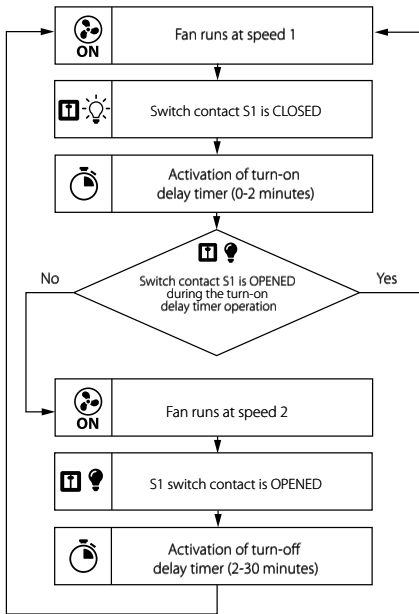 ON
Fan runs at speed 1
Switch contact S1 is CLOSED
Activation of turn-on
delay timer (0-2 minutes)
No
Yes
Switch contact S1 is OPENED
during the turn-on
delay timer operation
ON
Fan runs at speed 2
S1 switch contact is OPENED
Activation of turn-off
delay timer (2-30 minutes)